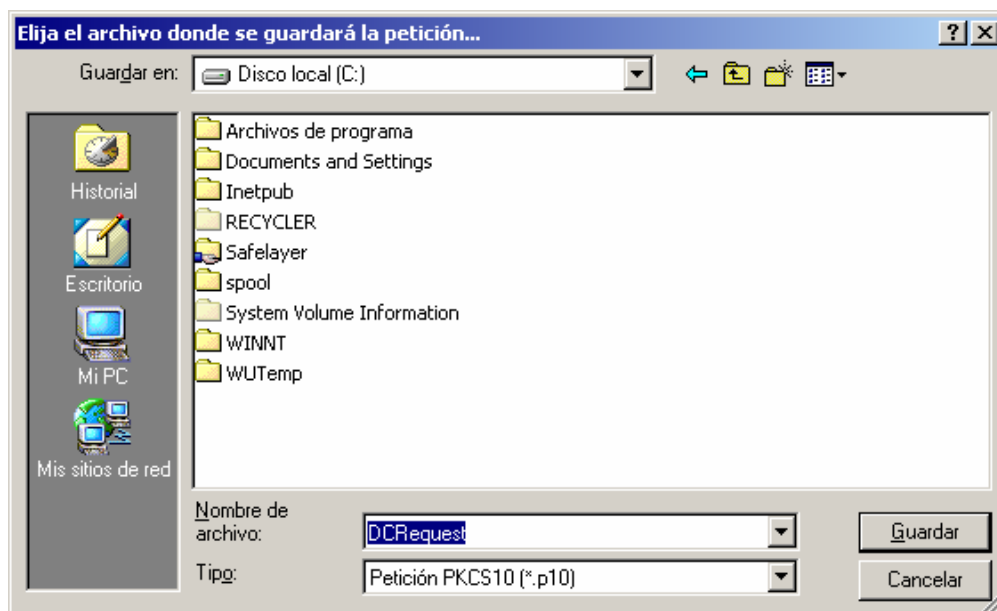 Elija el archivo donde se guardará la petición...
Guardar en: Disco local (C:)
Historial
Escritorio
Mi PC
Mis sitios de red
Archivos de programa
Documents and Settings
Inetpub
RECYCLER
Safelayer
spool
System Volume Information
WINNT
WUTemp
Nombre de
archivo: DCRequest
Guardar
Tipo: Petición PKCS10 (*.p10)
Cancelar